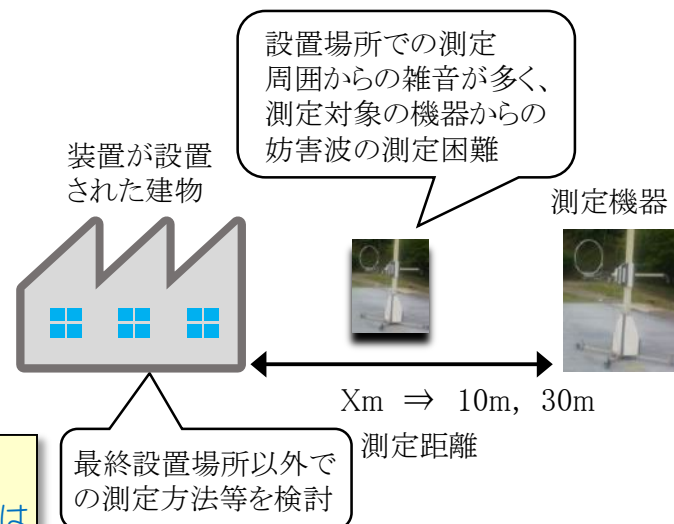 設置場所での測定
周囲からの雑音が多く、
測定対象の機器からの
妨害波の測定困難
装置が設置
された建物
測定機器
Xm ⇒ 10m, 30m
測定距離
最終設置場所以外で
の測定方法等を検討
は